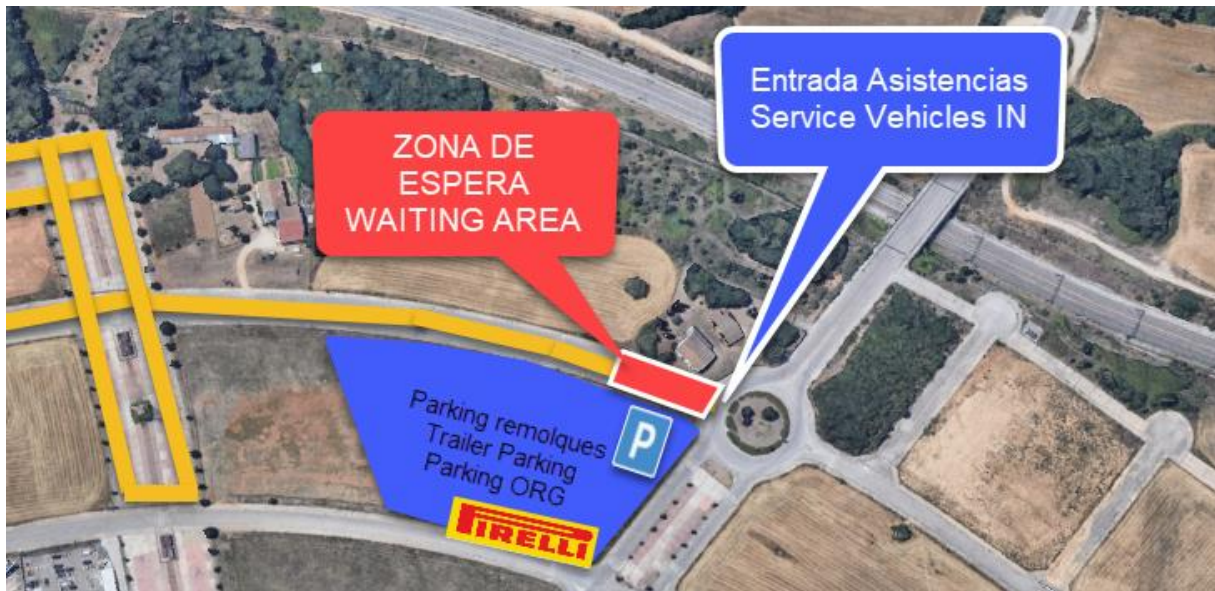 Entrada Asistencias
Service Vehicles IN
ZONA DE
ESPERA
WAITING AREA
Parking remolques
Trailer Parking
Parking ORG
P
PIRELLI